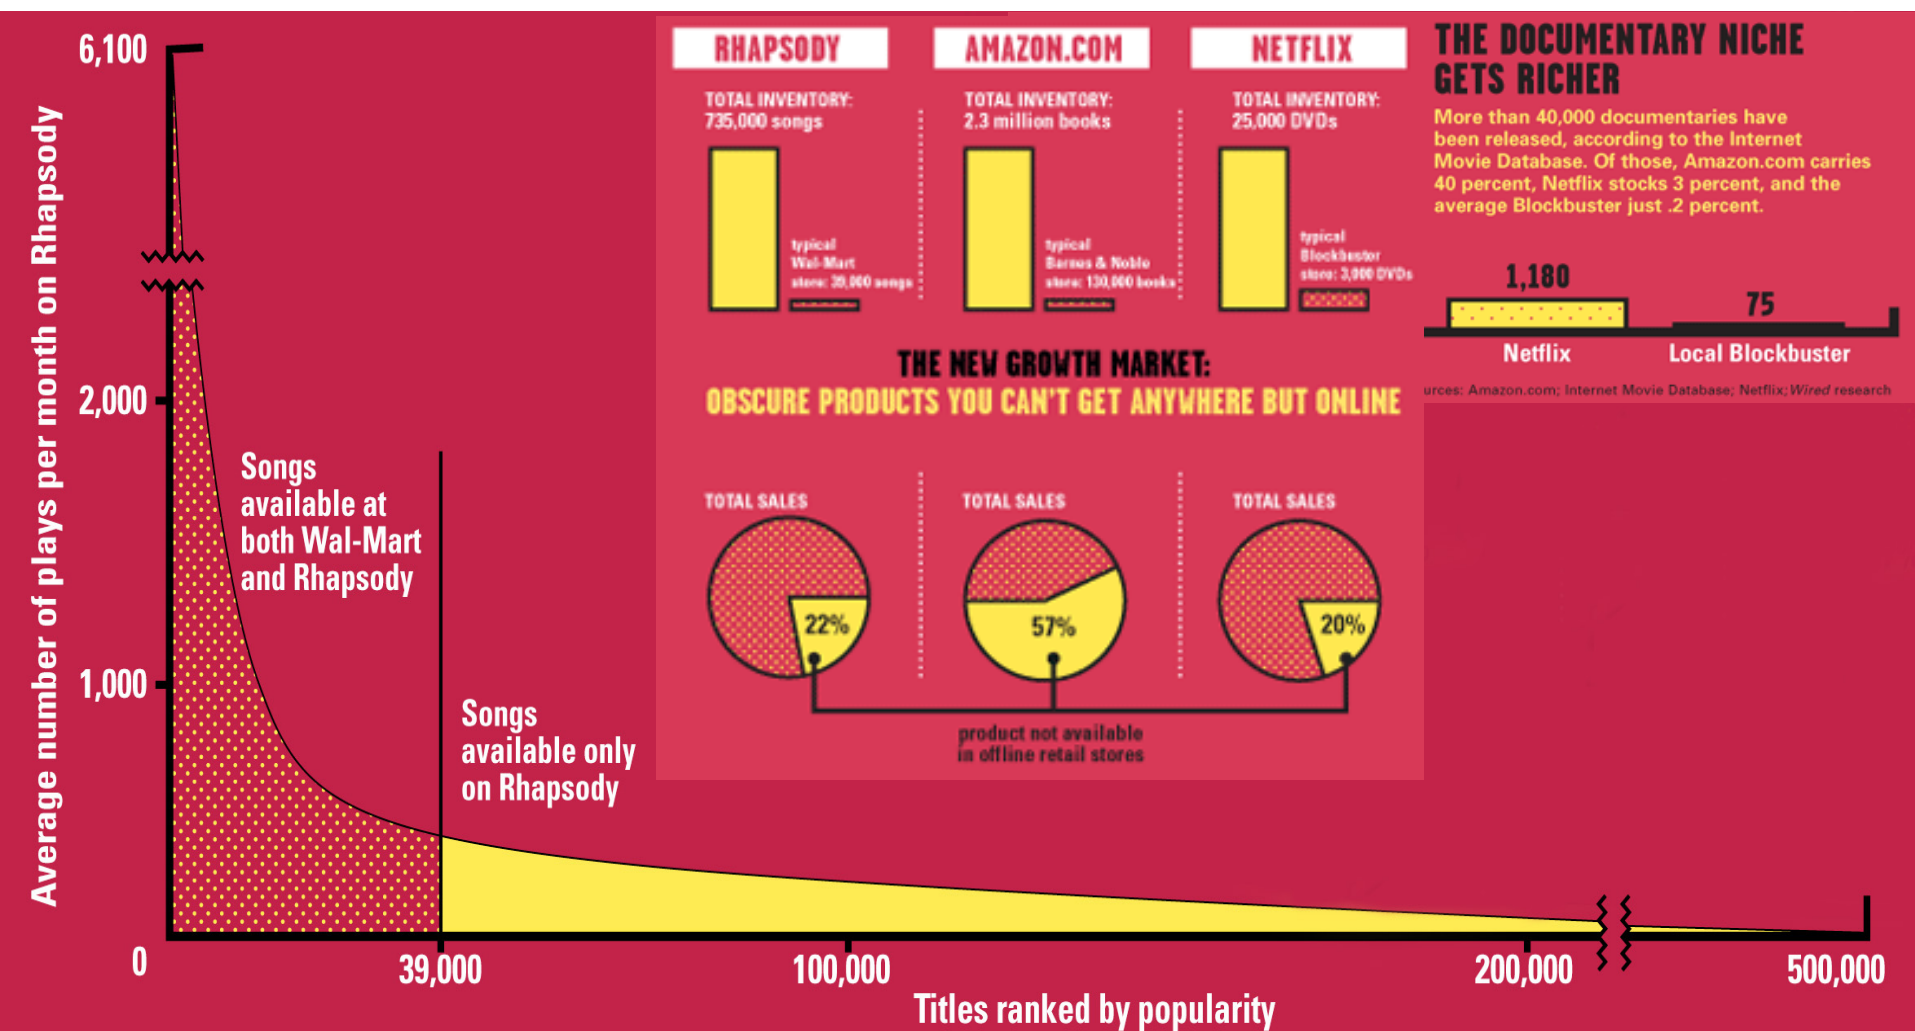 6,100
2,000
1,000
0
Average number of plays per month on Rhapsody
Songs
available at
both Wal-Mart
and Rhapsody
Songs
available only
on Rhapsody
39,000
100,000
200,000
500,000
Titles ranked by popularity
RHAPSODY
TOTAL INVENTORY:
735,000 songs
typical
Wal-Mart
store: 39,000 songs
AMAZON.COM
TOTAL INVENTORY:
2.3 million books
typical
Barnes & Noble
store: 130,000 books
NETFLIX
TOTAL INVENTORY:
25,000 DVDs
typical
Blockbuster
store: 3,000 DVDs
THE NEW GROWTH MARKET:
OBSCURE PRODUCTS YOU CAN'T GET ANYWHERE BUT ONLINE
TOTAL SALES
22%
TOTAL SALES
57%
TOTAL SALES
20%
product not available
in offline retail stores
THE DOCUMENTARY NICHE
GETS RICHER
More than 40,000 documentaries have
been released, according to the Internet
Movie Database. Of those, Amazon.com carries
40 percent, Netflix stocks 3 percent, and the
average Blockbuster just .2 percent.
1,180
75
Netflix
Local Blockbuster
urces: Amazon.com; Internet Movie Database; Netflix; Wired research